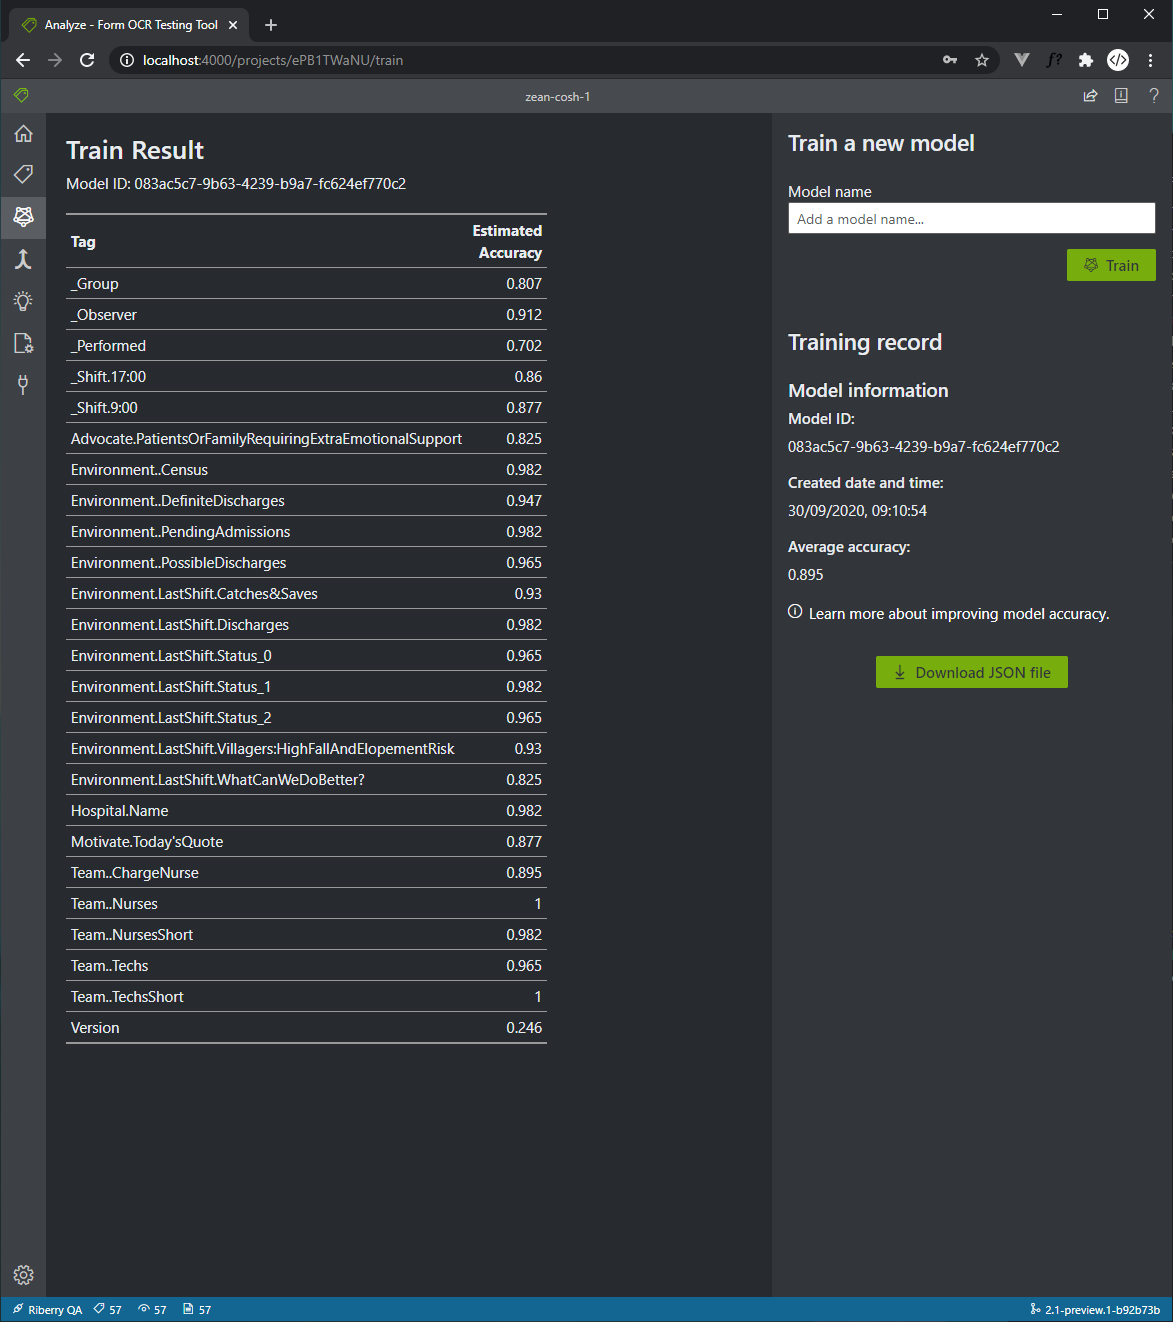 Analyze - Form OCR Testing Tool
localhost:4000/projects/ePB1TWaNU/train
f?
zean-cosh-1
Train Result
Model ID: 083ac5c7-9b63-4239-b9a7-fc624ef770c2
Tag Estimated Accuracy
_Group 0.807
_Observer 0.912
_Performed 0.702
_Shift.17:00 0.86
_Shift.9:00 0.877
Advocate.PatientsOrFamilyRequiringExtraEmotionalSupport 0.825
Environment..Census 0.982
Environment..DefiniteDischarges 0.947
Environment..PendingAdmissions 0.982
Environment..PossibleDischarges 0.965
Environment.LastShift.Catches&Saves 0.93
Environment.LastShift.Discharges 0.982
Environment.LastShift.Status_0 0.965
Environment.LastShift.Status_1 0.982
Environment.LastShift.Status_2 0.965
Environment.LastShift.Villagers:HighFallAndElopementRisk 0.93
Environment.LastShift.WhatCanWeDoBetter? 0.825
Hospital.Name 0.982
Motivate.Today'sQuote 0.877
Team..ChargeNurse 0.895
Team..Nurses 1
Team..NursesShort 0.982
Team..Techs 0.965
Team..TechsShort 1
Version 0.246
Train a new model
Model name
Add a model name...
Train
Training record
Model information
Model ID:
083ac5c7-9b63-4239-b9a7-fc624ef770c2
Created date and time:
30/09/2020, 09:10:54
Average accuracy:
0.895
Learn more about improving model accuracy.
Download JSON file
Riberry QA 57 57 57
2.1-preview.1-b92b73b